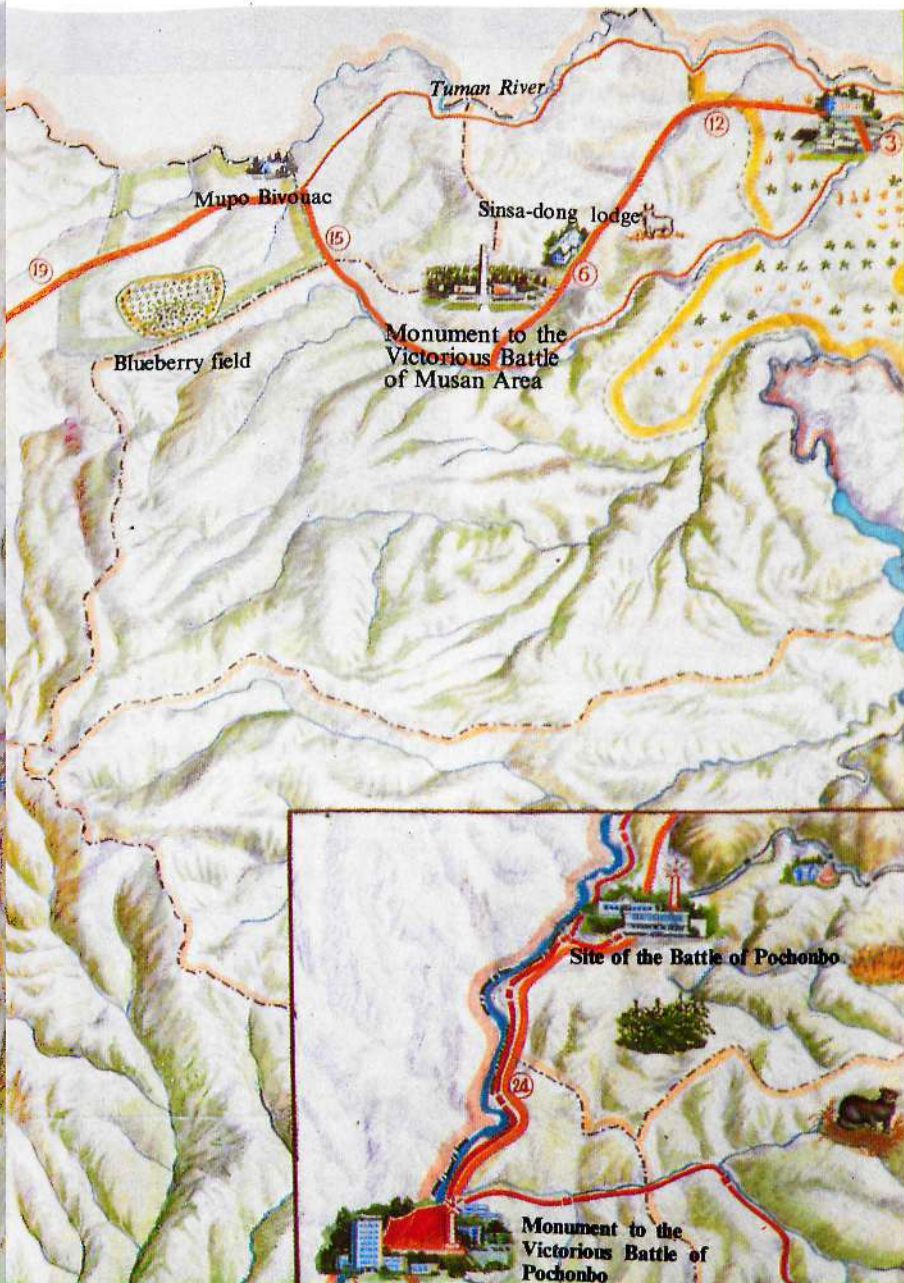 Tuman River
12
3
Mupo Bivouac
Sinsa-dong lodge
15
19
6
Monument to the
Victorious Battle
of Musan Area
Blueberry field
Site of the Battle of Pochonbo
24
Monument to the
Victorious Battle of
Pochonbo